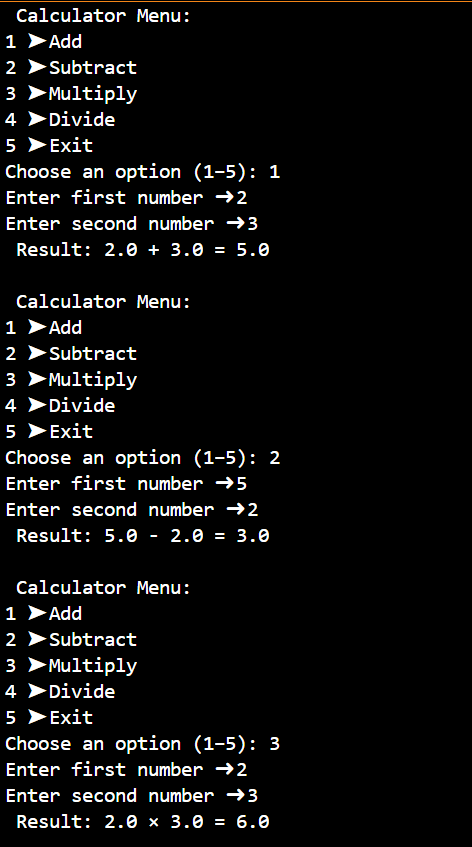 Calculator Menu:
1 ➤Add
2 ➤Subtract
3 ➤Multiply
4 ➤Divide
5 ➤Exit
Choose an option (1–5): 1
Enter first number ➜2
Enter second number ➜3
Result: 2.0 + 3.0 = 5.0

Calculator Menu:
1 ➤Add
2 ➤Subtract
3 ➤Multiply
4 ➤Divide
5 ➤Exit
Choose an option (1–5): 2
Enter first number ➜5
Enter second number ➜2
Result: 5.0 - 2.0 = 3.0

Calculator Menu:
1 ➤Add
2 ➤Subtract
3 ➤Multiply
4 ➤Divide
5 ➤Exit
Choose an option (1–5): 3
Enter first number ➜2
Enter second number ➜3
Result: 2.0 × 3.0 = 6.0